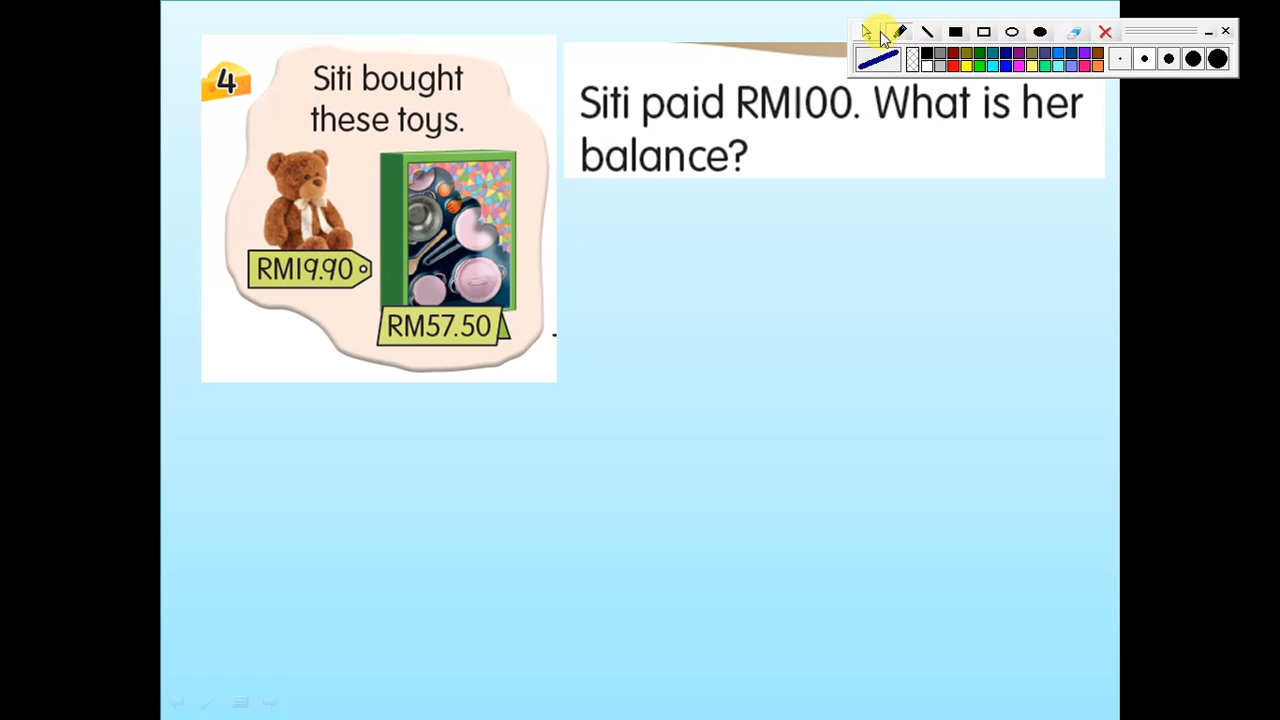 4
Siti bought
these toys.
RM19.90
RM57.50
Siti paid RM100. What is her
balance?